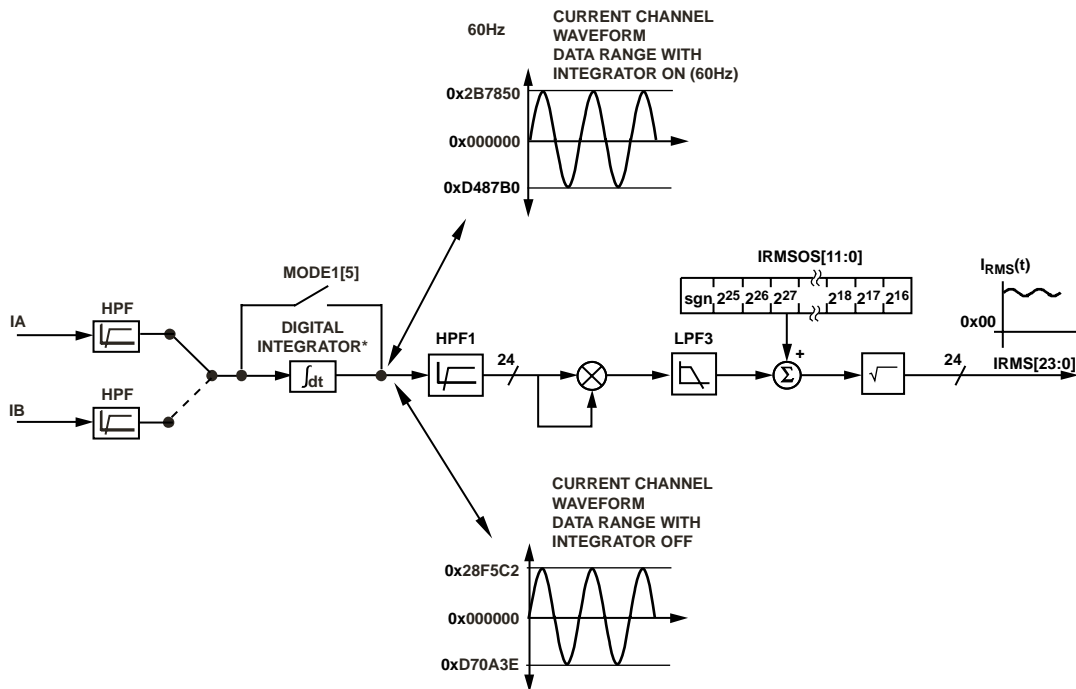 60Hz
CURRENT CHANNEL
WAVEFORM
DATA RANGE WITH
INTEGRATOR ON (60Hz)
0x2B7850
0x000000
0xD487B0
MODE1[5]
IRMSOS[11:0]
sgn 2^25 2^26 2^27 2^18 2^17 2^16
I_RMS(t)
0x00
IA
HPF
DIGITAL
INTEGRATOR*
∫dt
HPF1
24
LPF3
+
Σ
√
24
IRMS[23:0]
IB
HPF
CURRENT CHANNEL
WAVEFORM
DATA RANGE WITH
INTEGRATOR OFF
0x28F5C2
0x000000
0xD70A3E